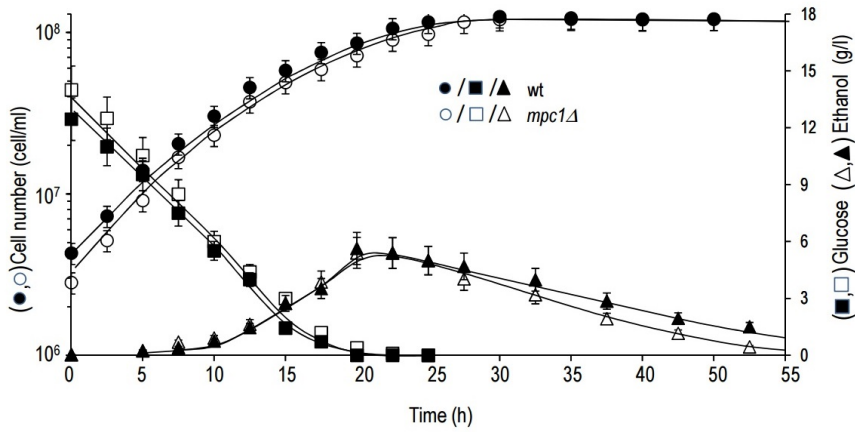 10⁸
10⁷
10⁶
(●,○) Cell number (cell/ml)
●/■/▲ wt
○/□/△ mpc1Δ
18
15
12
9
6
3
0
(■,□) Glucose (△,▲) Ethanol (g/l)
0 5 10 15 20 25 30 35 40 45 50 55
Time (h)